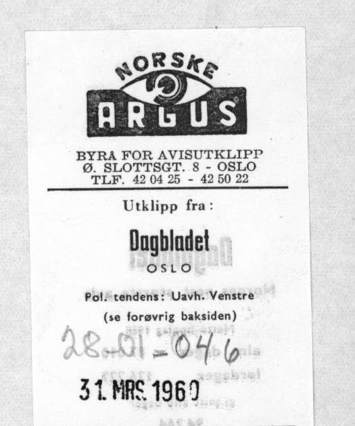 NORSKE
ARGUS
BYRA FOR AVISUTKLIPP
Ø. SLOTTSGT. 8 - OSLO
TLF. 42 04 25 - 42 50 22
Utklipp fra:
Dagbladet
OSLO
Pol. tendens: Uavh. Venstre
(se forøvrig baksiden)
28-01-046
31. MRS. 1960